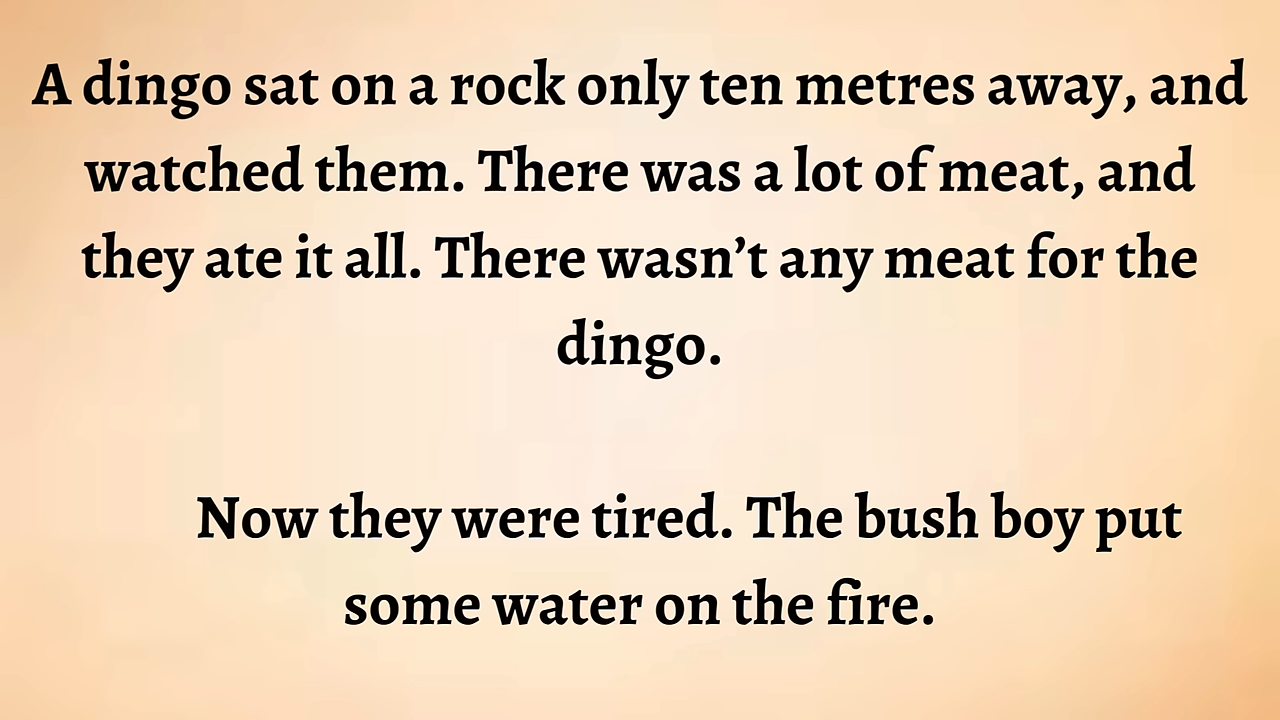 A dingo sat on a rock only ten metres away, and
watched them. There was a lot of meat, and
they ate it all. There wasn’t any meat for the
dingo.
Now they were tired. The bush boy put
some water on the fire.